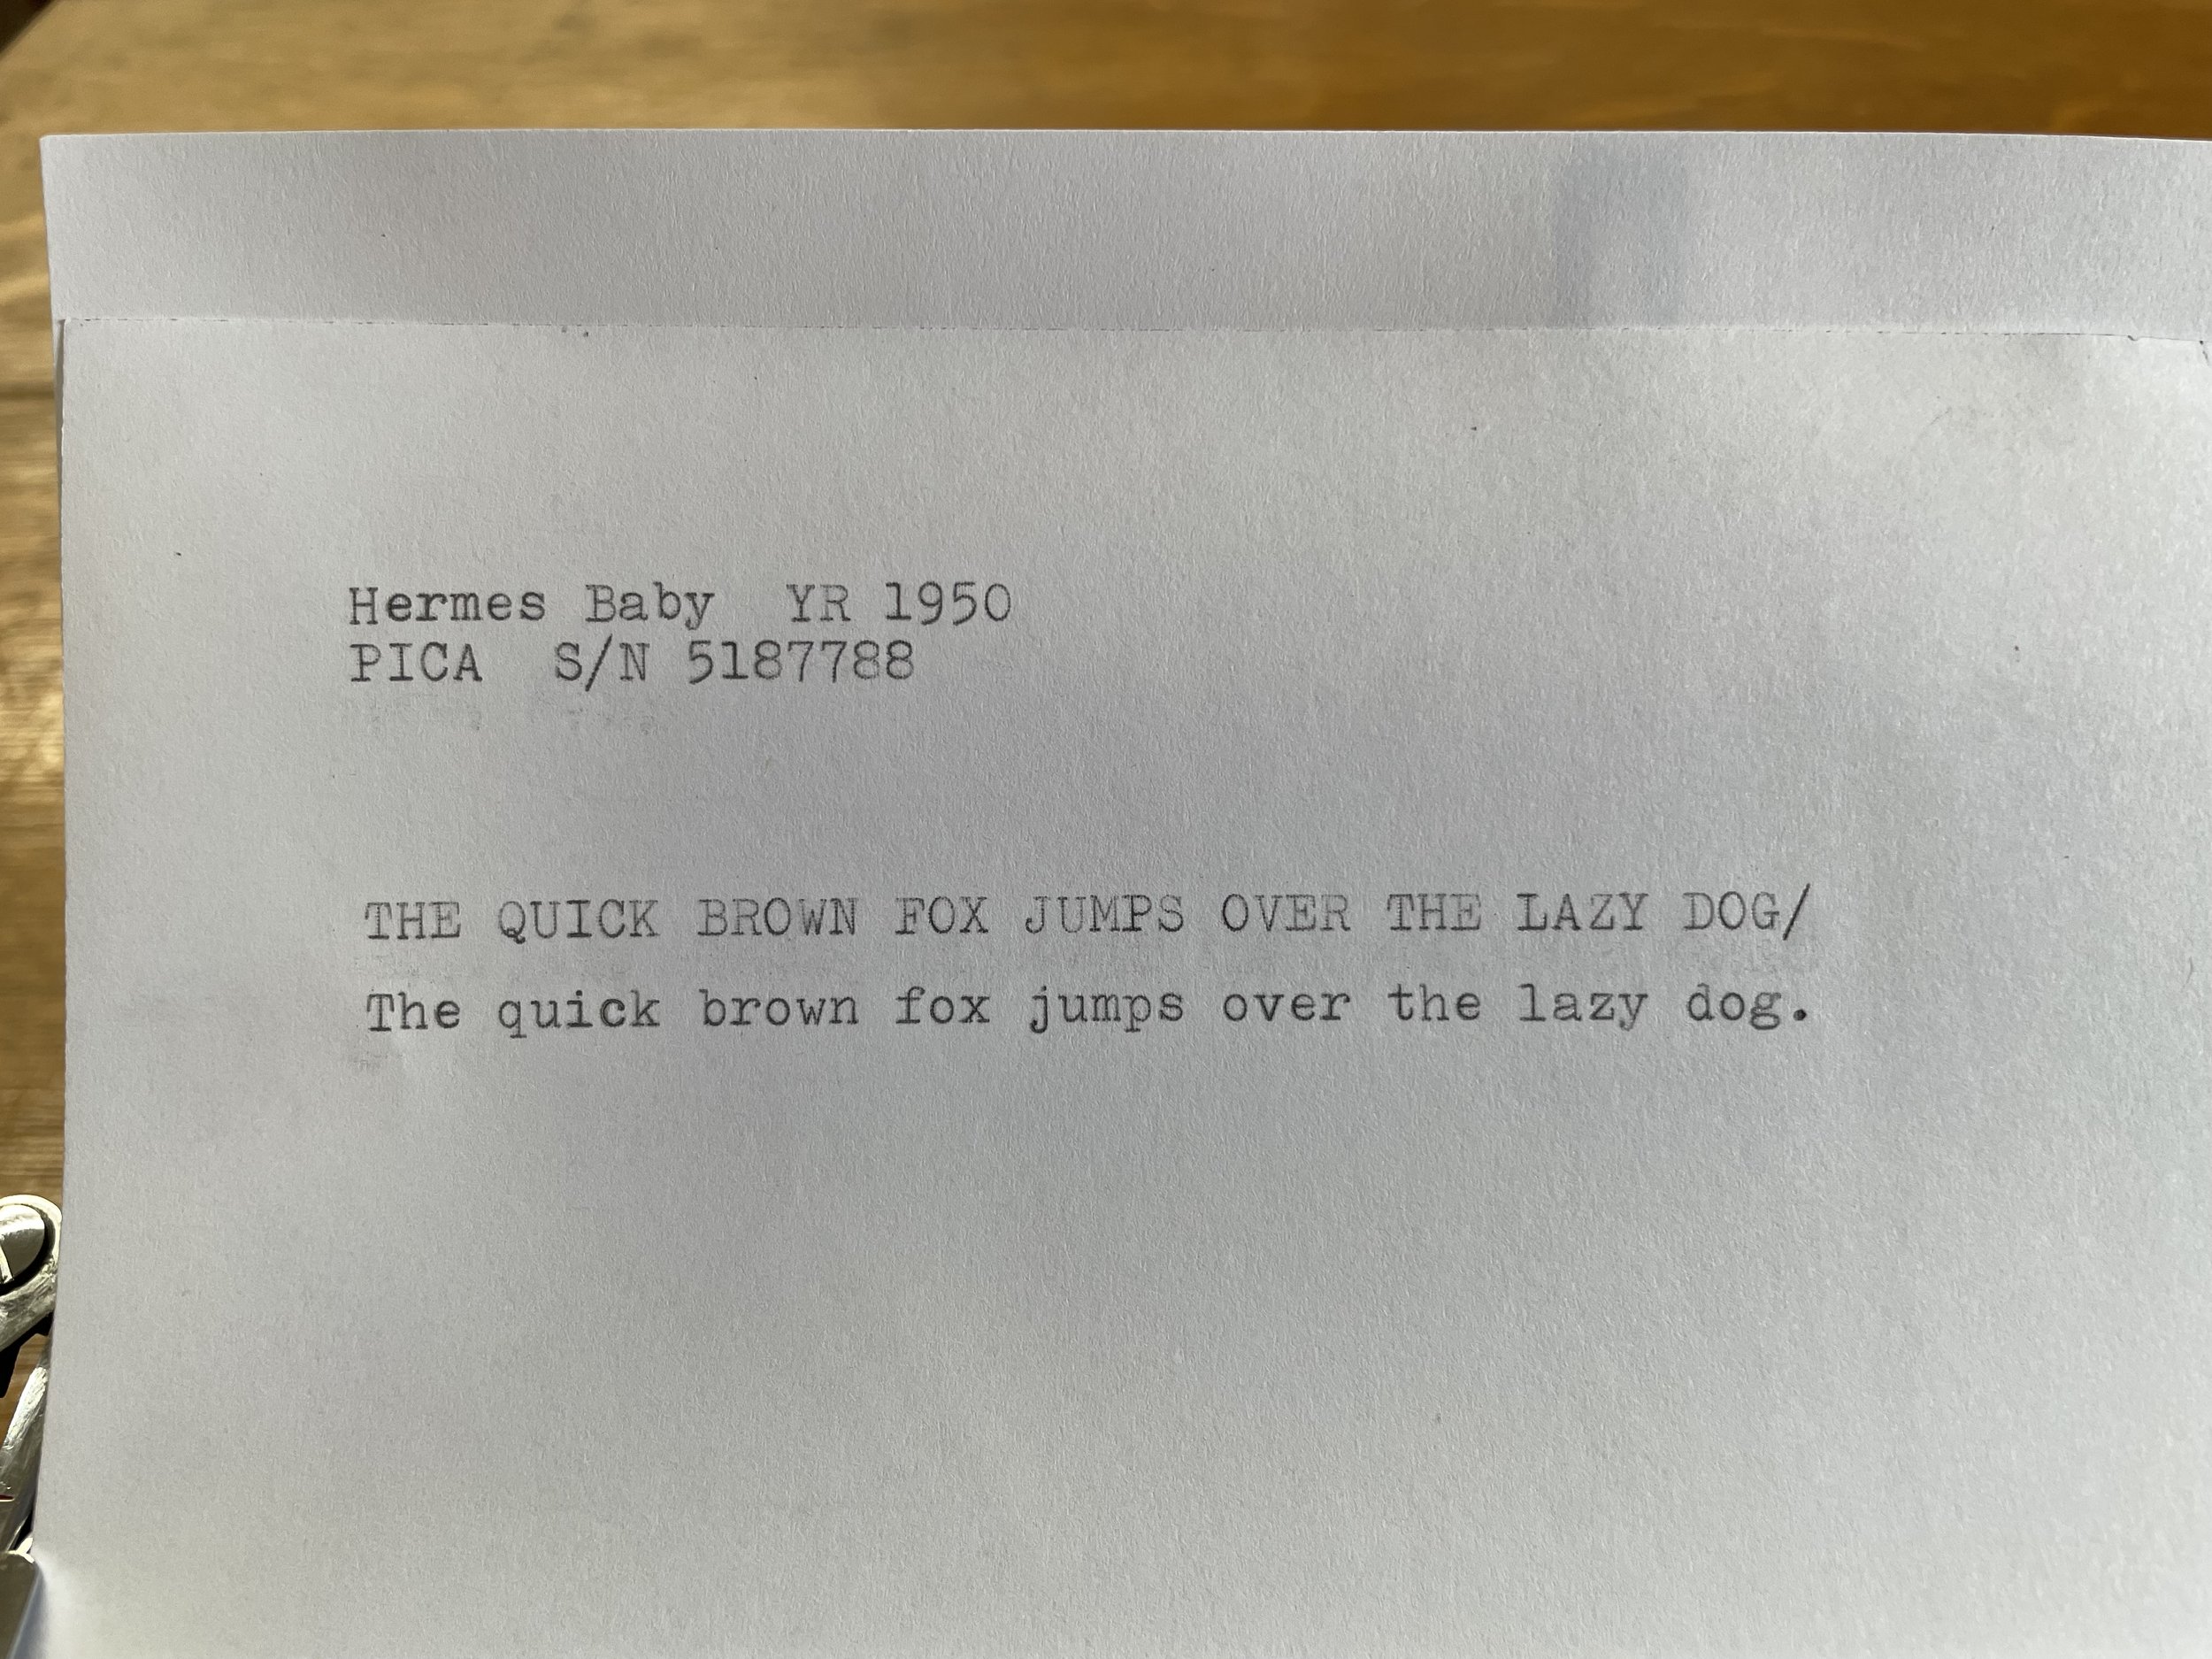 Hermes Baby  YR 1950
PICA  S/N 5187788
THE QUICK BROWN FOX JUMPS OVER THE LAZY DOG/
The quick brown fox jumps over the lazy dog.